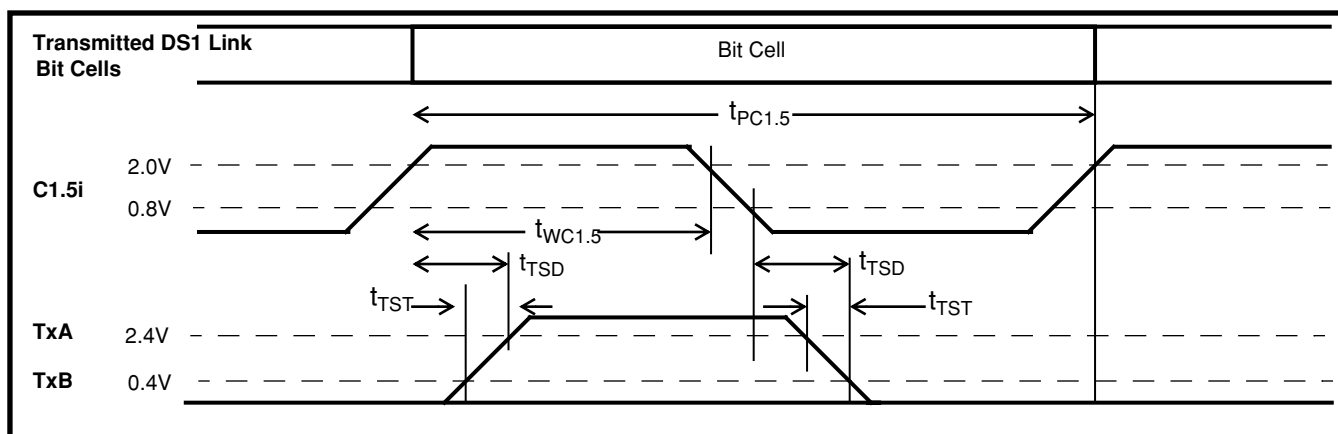 Transmitted DS1 Link
Bit Cells
Bit Cell
tPC1.5
2.0V
C1.5i
0.8V
tWC1.5
tTSD
tTSD
tTST
tTST
TxA
2.4V
TxB
0.4V